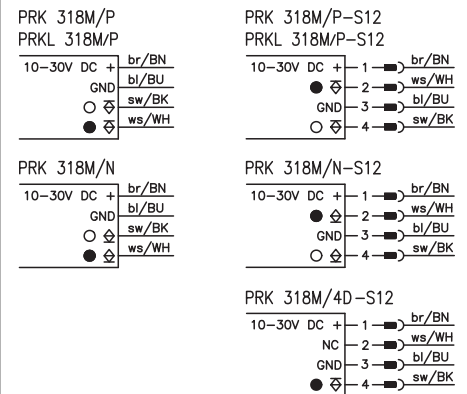 PRK 318M/P
PRKL 318M/P
10-30V DC + br/BN
GND bl/BU
sw/BK
ws/WH
PRK 318M/P-S12
PRKL 318M/P-S12
10-30V DC + 1 br/BN
2 ws/WH
GND 3 bl/BU
4 sw/BK
PRK 318M/N
10-30V DC + br/BN
GND bl/BU
sw/BK
ws/WH
PRK 318M/N-S12
10-30V DC + 1 br/BN
2 ws/WH
GND 3 bl/BU
4 sw/BK
PRK 318M/4D-S12
10-30V DC + 1 br/BN
NC 2 ws/WH
GND 3 bl/BU
4 sw/BK